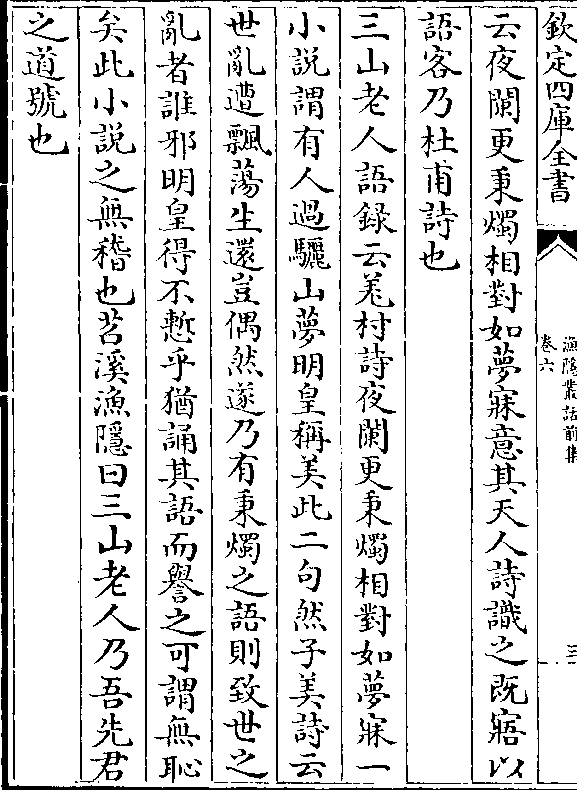 欽定四庫全書
漁隱叢話前集
卷六
三
云夜闌更秉燭相對如夢寐意其天人詩識之既寤以
語客乃杜甫詩也
三山老人語録云羌村詩夜闌更秉燭相對如夢寐一
小説謂有人過驪山夢明皇稱美此二句然子美詩云
世亂遭飄蕩生還豈偶然遂乃有秉燭之語則致世之
亂者誰邪明皇得不慙乎猶誦其語而譽之可謂無恥
矣此小説之無稽也苕溪漁隱曰三山老人乃吾先君
之道號也